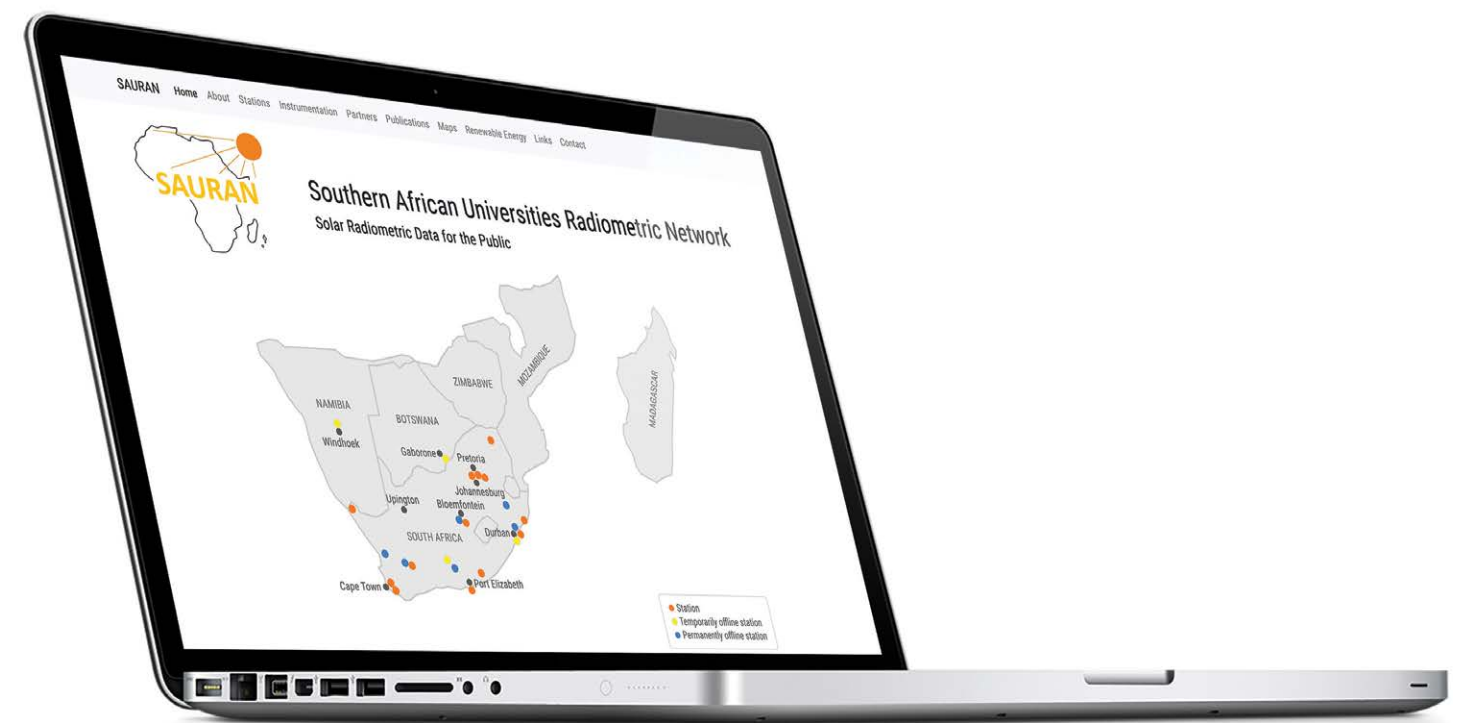 SAURAN Home About Stations Instrumentation Partners Publications Maps Renewable Energy Links Contact
SAURAN
Southern African Universities Radiometric Network
Solar Radiometric Data for the Public
MOZAMBIQUE
ZIMBABWE
MADAGASCAR
NAMIBIA
BOTSWANA
Windhoek
Gaborone
Pretoria
Johannesburg
Upington
Bloemfontein
SOUTH AFRICA
Durban
Cape Town
Port Elizabeth
Station
Temporarily offline station
Permanently offline station